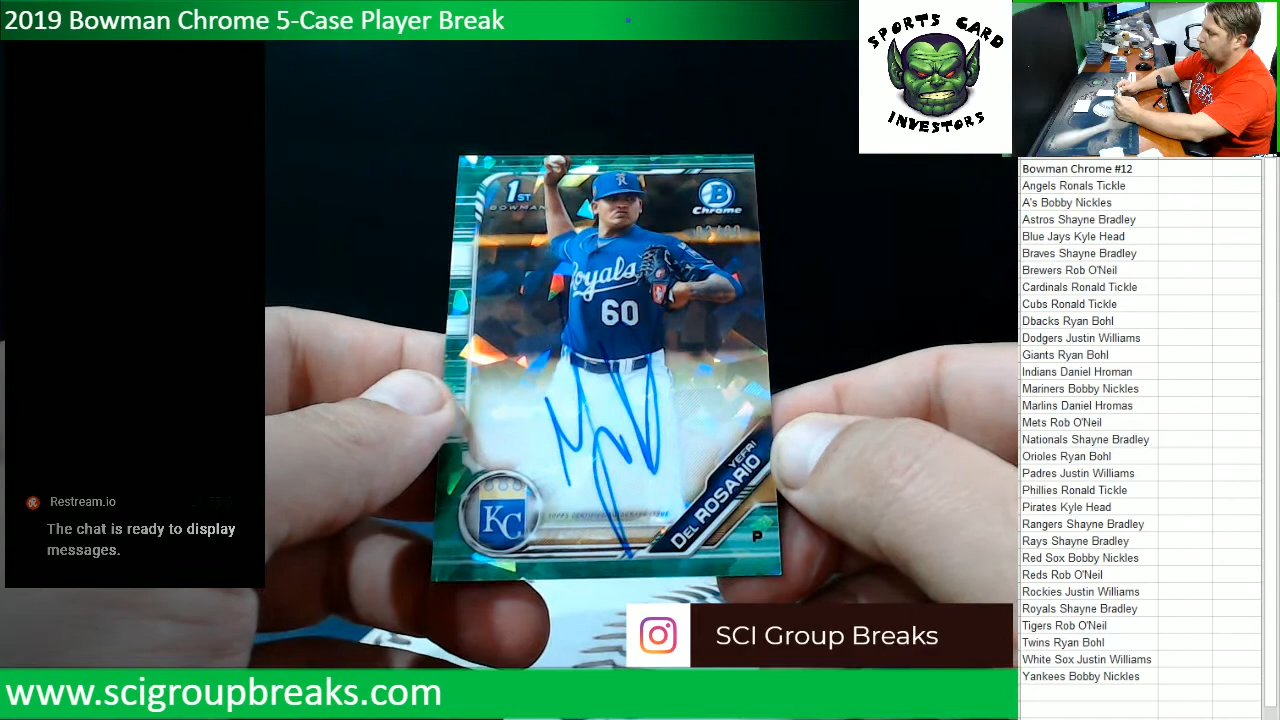 2019 Bowman Chrome 5-Case Player Break
SPORTS CARD
INVESTORS
1ST
BOWMAN
B
Chrome
Royals
60
YEFRI
DEL ROSARIO
KC
TOPPS CERTIFIED AUTOGRAPH ISSUE
P
Restream.io
The chat is ready to display
messages.
SCI Group Breaks
www.scigroupbreaks.com
Bowman Chrome #12
Angels Ronals Tickle
A's Bobby Nickles
Astros Shayne Bradley
Blue Jays Kyle Head
Braves Shayne Bradley
Brewers Rob O'Neil
Cardinals Ronald Tickle
Cubs Ronald Tickle
Dbacks Ryan Bohl
Dodgers Justin Williams
Giants Ryan Bohl
Indians Daniel Hroman
Mariners Bobby Nickles
Marlins Daniel Hromas
Mets Rob O'Neil
Nationals Shayne Bradley
Orioles Ryan Bohl
Padres Justin Williams
Phillies Ronald Tickle
Pirates Kyle Head
Rangers Shayne Bradley
Rays Shayne Bradley
Red Sox Bobby Nickles
Reds Rob O'Neil
Rockies Justin Williams
Royals Shayne Bradley
Tigers Rob O'Neil
Twins Ryan Bohl
White Sox Justin Williams
Yankees Bobby Nickles